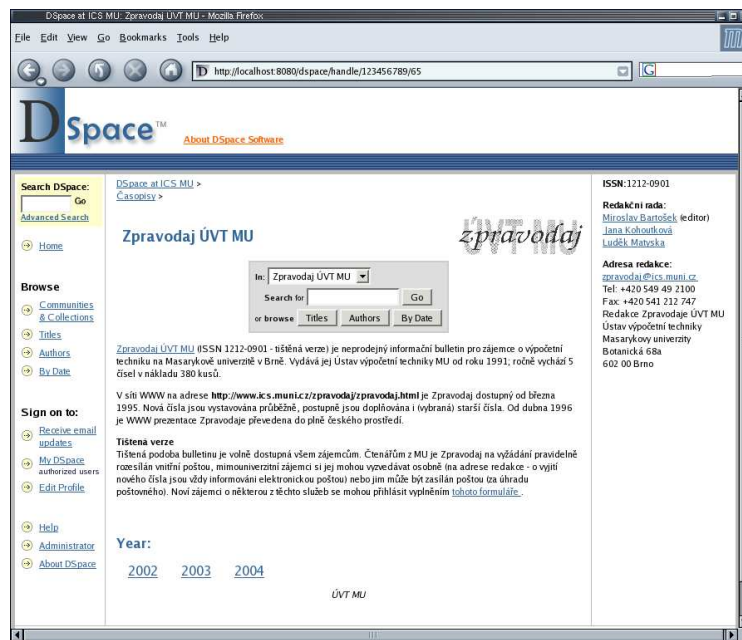 DSpace at ICS MU: Zpravodaj ÚVT MU - Mozilla Firefox
File Edit View Go Bookmarks Tools Help
http://localhost:8080/dspace/handle/123456789/65
DSpace™
About DSpace Software
Search DSpace:
Go
Advanced Search
Home
Browse
Communities
& Collections
Titles
Authors
By Date
Sign on to:
Receive email
updates
My DSpace
authorized users
Edit Profile
Help
Administrator
About DSpace
DSpace at ICS MU >
Časopisy >
Zpravodaj ÚVT MU
ÚVT MU
zpravodaj
In: Zpravodaj ÚVT MU
Search for Go
or browse Titles Authors By Date
Zpravodaj ÚVT MU (ISSN 1212-0901 - tištěná verze) je neprodejný informační bulletin pro zájemce o výpočetní
techniku na Masarykově univerzitě v Brně. Vydává jej Ústav výpočetní techniky MU od roku 1991; ročně vychází 5
čísel v nákladu 380 kusů.
V síti WWW na adrese http://www.ics.muni.cz/zpravodaj/zpravodaj.html je Zpravodaj dostupný od března
1995. Nová čísla jsou vystavována průběžně, postupně jsou doplňována i (vybraná) starší čísla. Od dubna 1996
je WWW prezentace Zpravodaje převedena do plně českého prostředí.
Tištená verze
Tištěná podoba bulletinu je volně dostupná všem zájemcům. Čtenářům z MU je Zpravodaj na vyžádání pravidelně
rozesílán vnitřní poštou, mimouniverzitní zájemci si jej mohou vyzvedávat osobně (na adrese redakce - o vyjití
nového čísla jsou vždy informováni elektronickou poštou) nebo jim může být zasílán poštou (za úhradu
poštovného). Noví zájemci o některou z těchto služeb se mohou přihlásit vyplněním tohoto formuláře .
Year:
2002 2003 2004
ÚVT MU
ISSN:1212-0901
Redakční rada:
Miroslav Bartošek (editor)
Jana Kohoutková
Luděk Matyska
Adresa redakce:
zpravodaj@ics.muni.cz
Tel: +420 549 49 2100
Fax: +420 541 212 747
Redakce Zpravodaje ÚVT MU
Ústav výpočetní techniky
Masarykovy univerzity
Botanická 68a
602 00 Brno